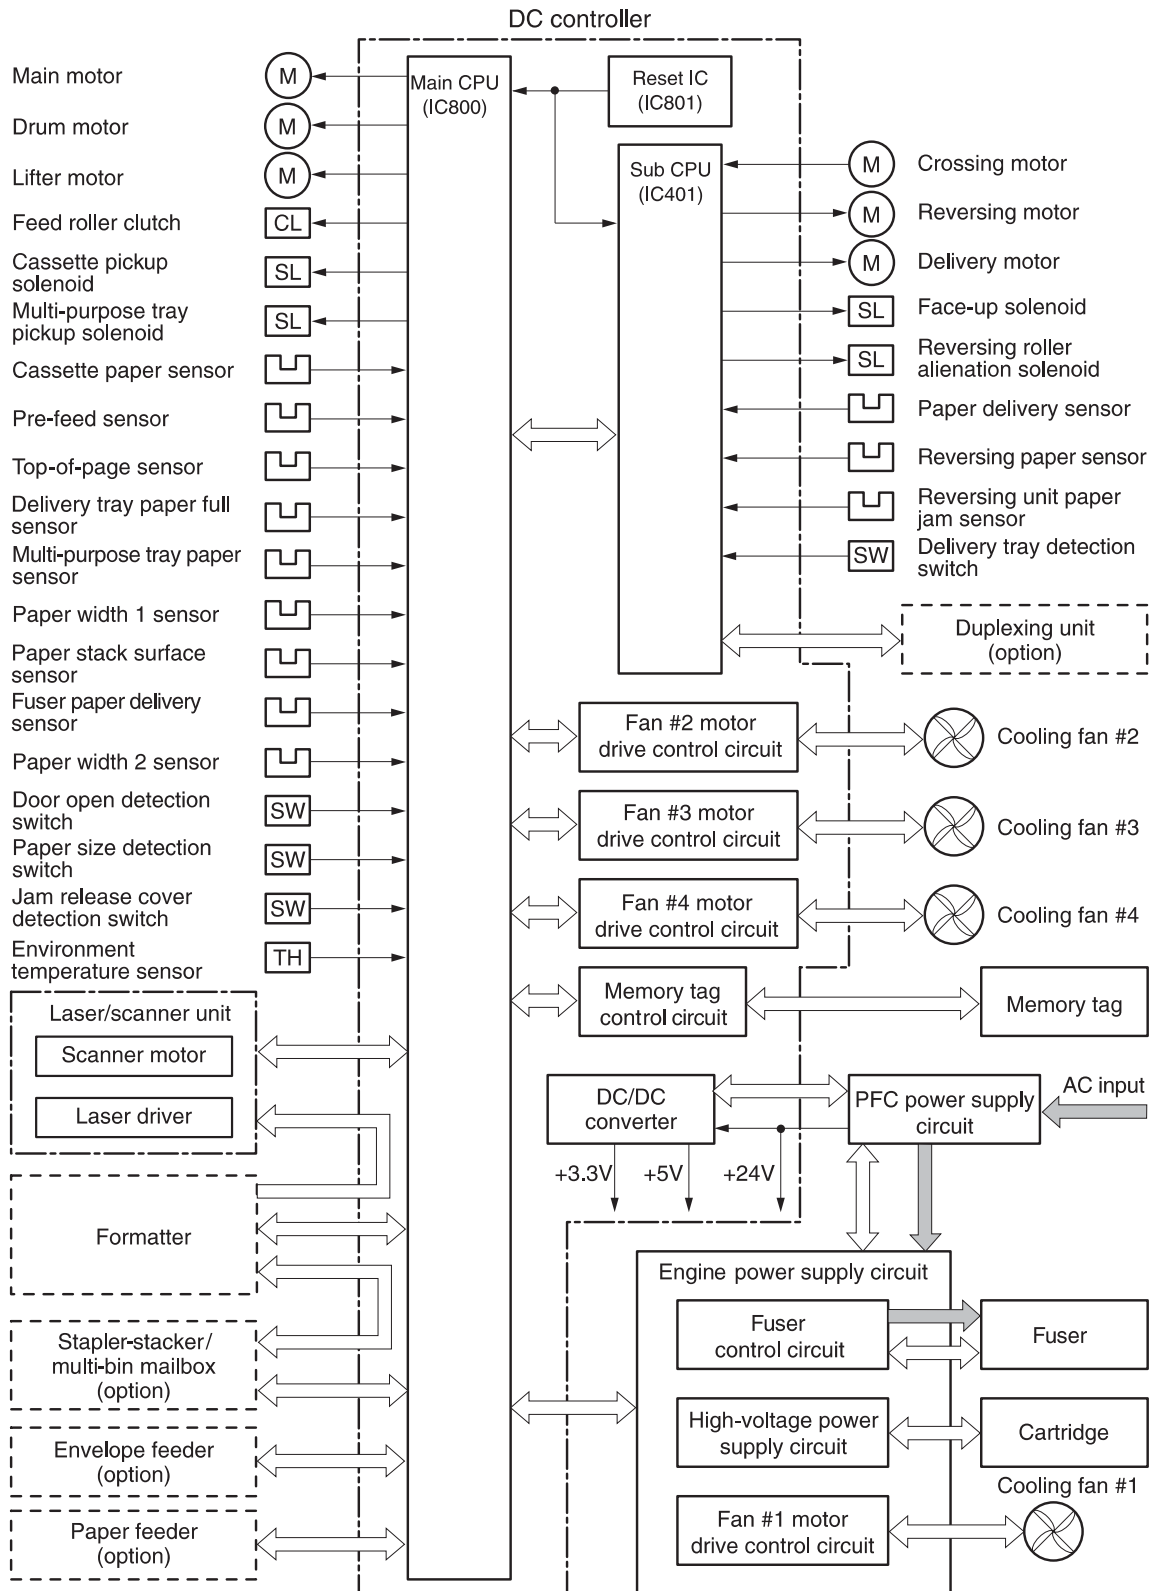 DC controller
Main motor
M
Drum motor
M
Lifter motor
M
Feed roller clutch
CL
Cassette pickup
solenoid
SL
Multi-purpose tray
pickup solenoid
SL
Cassette paper sensor
Pre-feed sensor
Top-of-page sensor
Delivery tray paper full
sensor
Multi-purpose tray paper
sensor
Paper width 1 sensor
Paper stack surface
sensor
Fuser paper delivery
sensor
Paper width 2 sensor
Door open detection
switch
SW
Paper size detection
switch
SW
Jam release cover
detection switch
SW
Environment
temperature sensor
TH
Laser/scanner unit
Scanner motor
Laser driver
Formatter
Stapler-stacker/
multi-bin mailbox
(option)
Envelope feeder
(option)
Paper feeder
(option)
Main CPU
(IC800)
Reset IC
(IC801)
Sub CPU
(IC401)
M
Crossing motor
M
Reversing motor
M
Delivery motor
SL
Face-up solenoid
SL
Reversing roller
alienation solenoid
Paper delivery sensor
Reversing paper sensor
Reversing unit paper
jam sensor
SW
Delivery tray detection
switch
Duplexing unit
(option)
Fan #2 motor
drive control circuit
Cooling fan #2
Fan #3 motor
drive control circuit
Cooling fan #3
Fan #4 motor
drive control circuit
Cooling fan #4
Memory tag
control circuit
Memory tag
DC/DC
converter
PFC power supply
circuit
AC input
+3.3V
+5V
+24V
Engine power supply circuit
Fuser
control circuit
Fuser
High-voltage power
supply circuit
Cartridge
Cooling fan #1
Fan #1 motor
drive control circuit